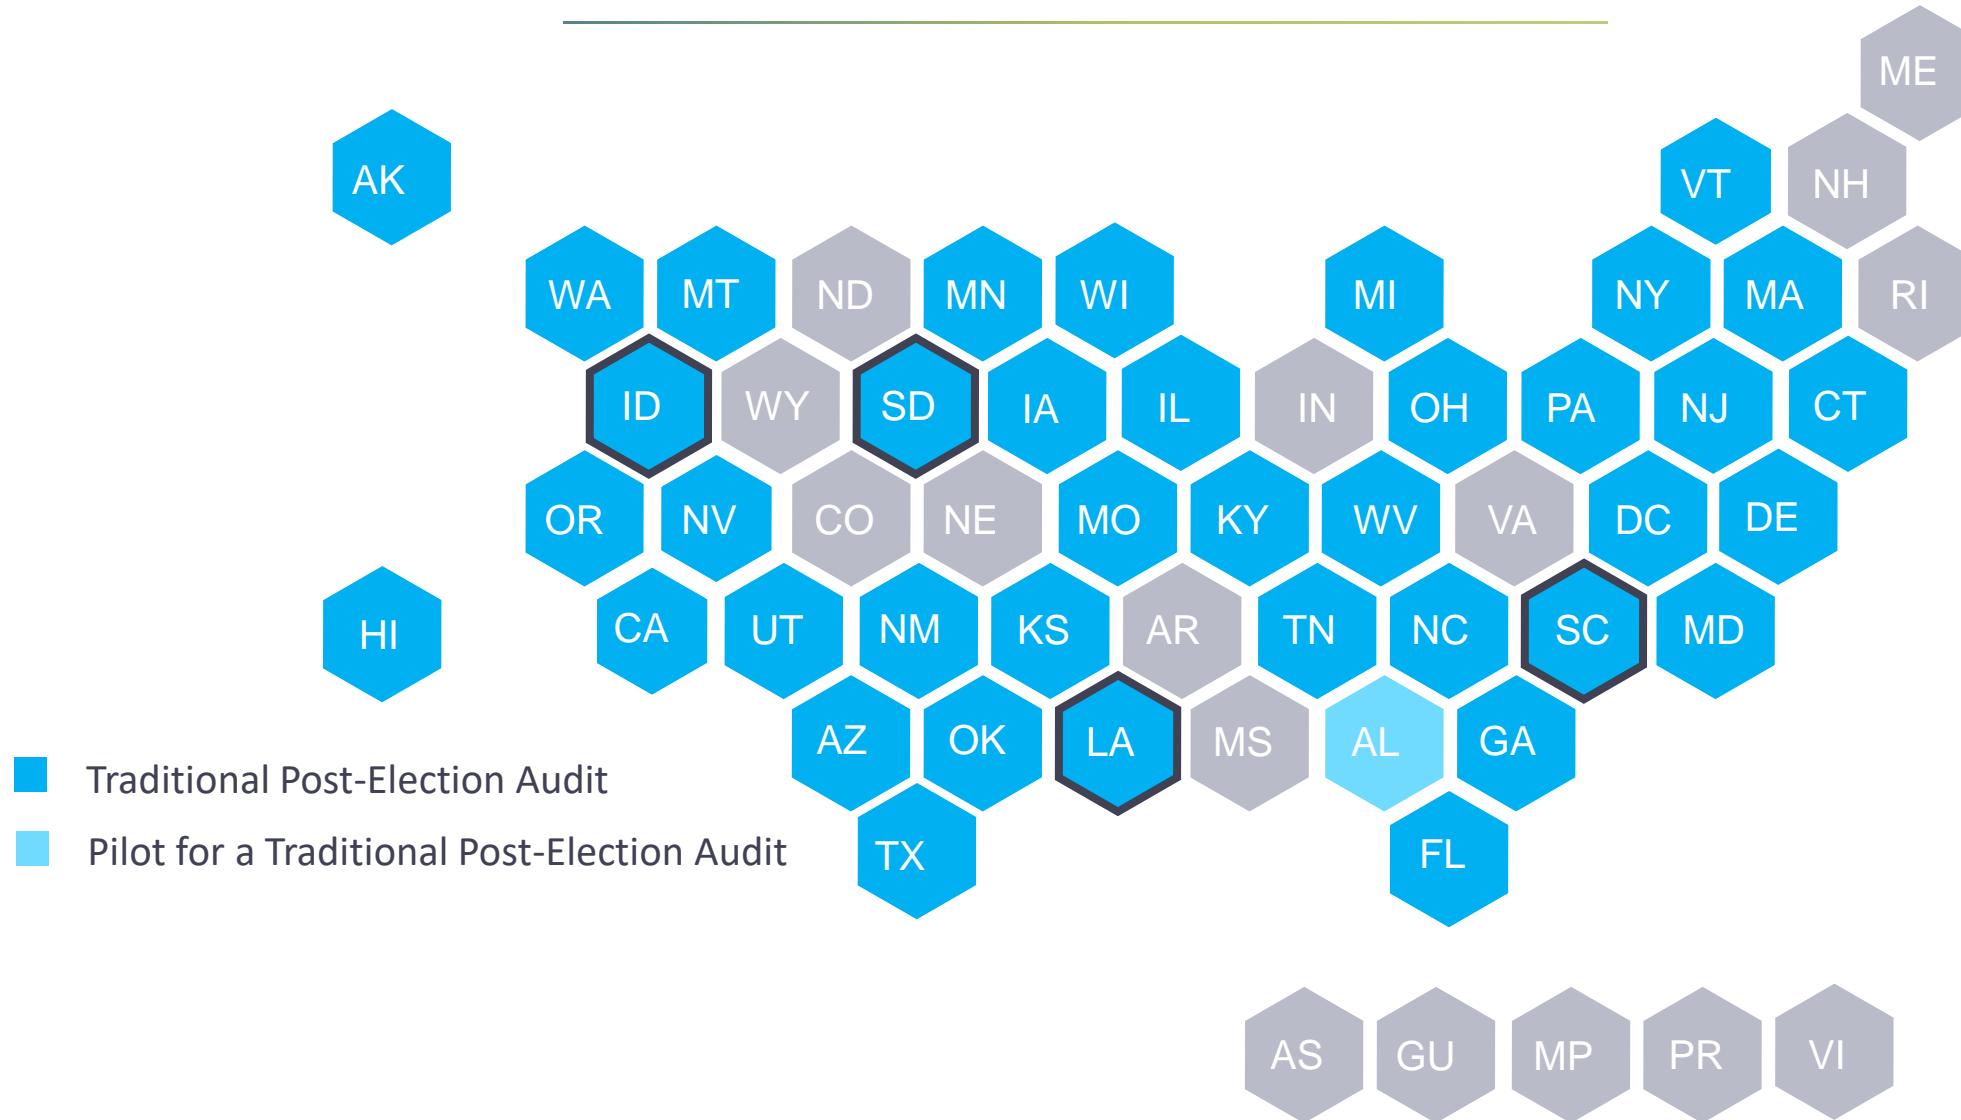 ME
AK
VT NH
WA MT ND MN WI MI NY MA RI
ID WY SD IA IL IN OH PA NJ CT
OR NV CO NE MO KY WV VA DC DE
HI CA UT NM KS AR TN NC SC MD
AZ OK LA MS AL GA
Traditional Post-Election Audit
Pilot for a Traditional Post-Election Audit
TX FL
AS GU MP PR VI